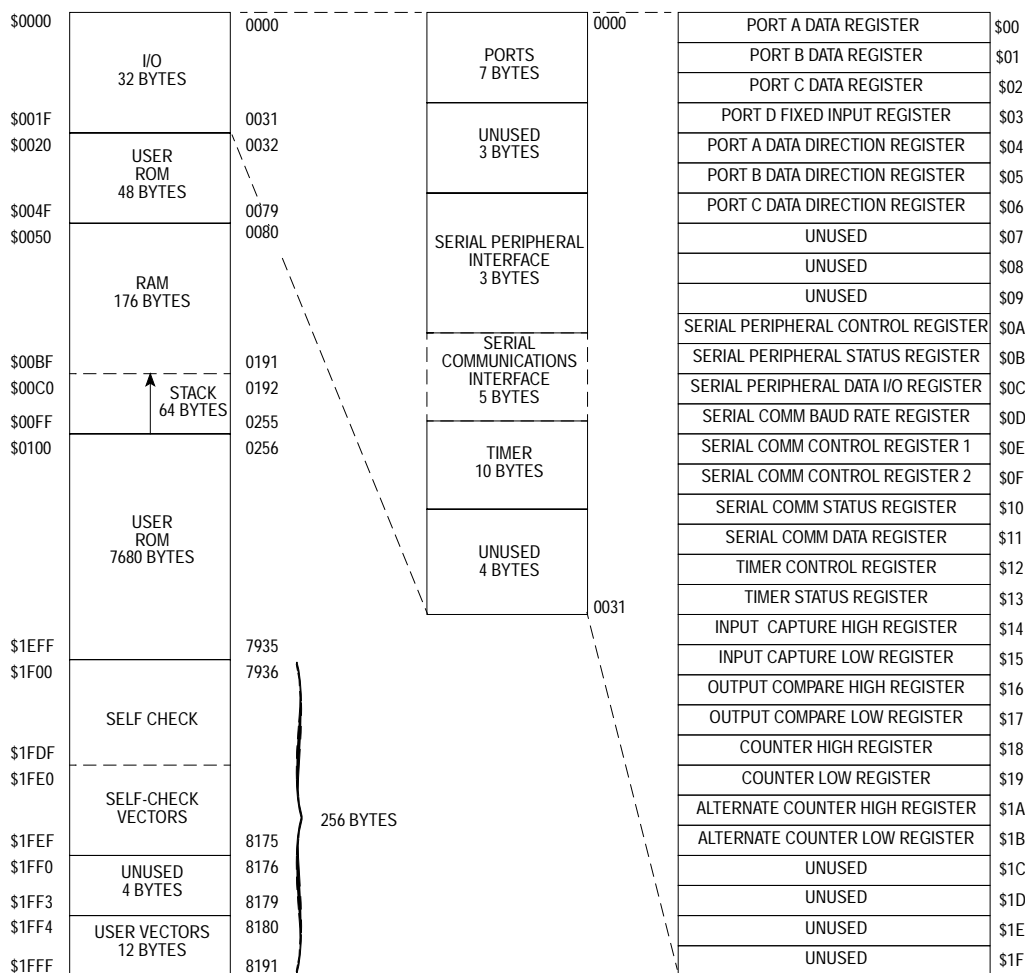 $0000
I/O
32 BYTES
0000
$001F
0031
$0020
USER
ROM
48 BYTES
0032
$004F
0079
$0050
0080
RAM
176 BYTES
$00BF
0191
$00C0
STACK
64 BYTES
0192
$00FF
0255
$0100
0256
USER
ROM
7680 BYTES
$1EFF
7935
$1F00
7936
SELF CHECK
$1FDF
$1FE0
SELF-CHECK
VECTORS
256 BYTES
$1FEF
8175
$1FF0
UNUSED
4 BYTES
8176
$1FF3
8179
$1FF4
USER VECTORS
12 BYTES
8180
$1FFF
8191
0000
PORTS
7 BYTES
UNUSED
3 BYTES
SERIAL PERIPHERAL
INTERFACE
3 BYTES
SERIAL
COMMUNICATIONS
INTERFACE
5 BYTES
TIMER
10 BYTES
UNUSED
4 BYTES
0031
PORT A DATA REGISTER $00
PORT B DATA REGISTER $01
PORT C DATA REGISTER $02
PORT D FIXED INPUT REGISTER $03
PORT A DATA DIRECTION REGISTER $04
PORT B DATA DIRECTION REGISTER $05
PORT C DATA DIRECTION REGISTER $06
UNUSED $07
UNUSED $08
UNUSED $09
SERIAL PERIPHERAL CONTROL REGISTER $0A
SERIAL PERIPHERAL STATUS REGISTER $0B
SERIAL PERIPHERAL DATA I/O REGISTER $0C
SERIAL COMM BAUD RATE REGISTER $0D
SERIAL COMM CONTROL REGISTER 1 $0E
SERIAL COMM CONTROL REGISTER 2 $0F
SERIAL COMM STATUS REGISTER $10
SERIAL COMM DATA REGISTER $11
TIMER CONTROL REGISTER $12
TIMER STATUS REGISTER $13
INPUT CAPTURE HIGH REGISTER $14
INPUT CAPTURE LOW REGISTER $15
OUTPUT COMPARE HIGH REGISTER $16
OUTPUT COMPARE LOW REGISTER $17
COUNTER HIGH REGISTER $18
COUNTER LOW REGISTER $19
ALTERNATE COUNTER HIGH REGISTER $1A
ALTERNATE COUNTER LOW REGISTER $1B
UNUSED $1C
UNUSED $1D
UNUSED $1E
UNUSED $1F